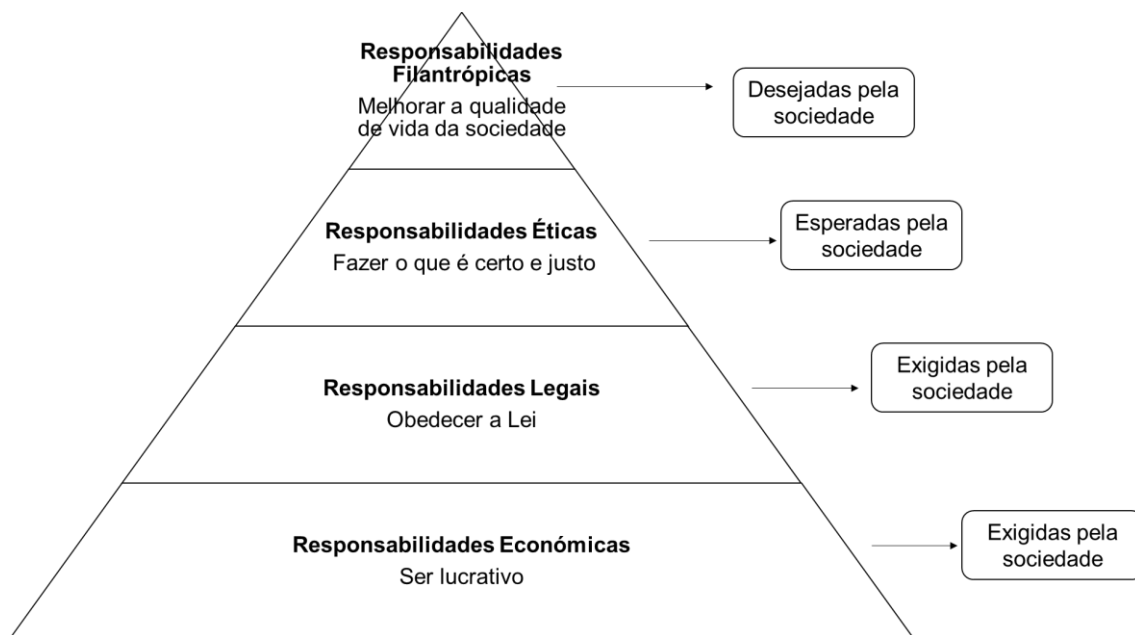 Responsabilidades
Filantrópicas
Melhorar a qualidade
de vida da sociedade
Desejadas pela
sociedade
Responsabilidades Éticas
Fazer o que é certo e justo
Esperadas pela
sociedade
Responsabilidades Legais
Obedecer a Lei
Exigidas pela
sociedade
Responsabilidades Económicas
Ser lucrativo
Exigidas pela
sociedade